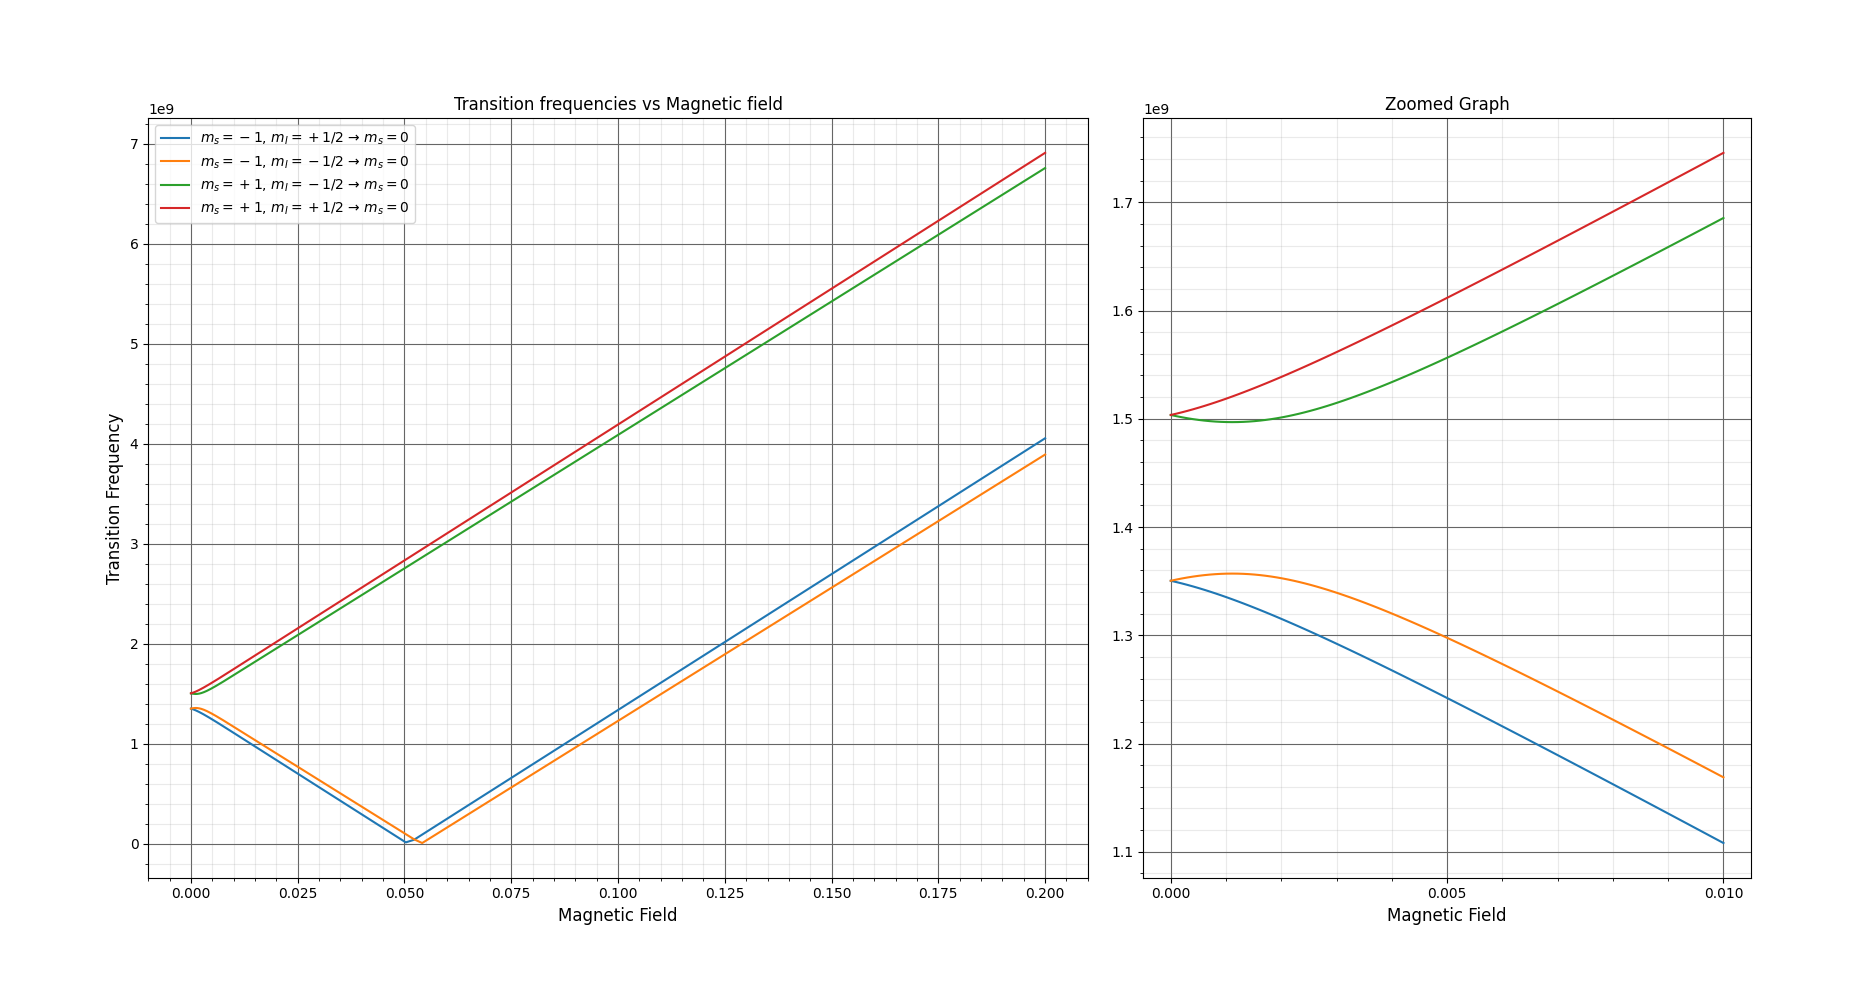 Transition frequencies vs Magnetic field
1e9
7
6
5
4
3
2
1
0
Transition Frequency
m_s = −1, m_I = +1/2 → m_s = 0
m_s = −1, m_I = −1/2 → m_s = 0
m_s = +1, m_I = −1/2 → m_s = 0
m_s = +1, m_I = +1/2 → m_s = 0
0.000 0.025 0.050 0.075 0.100 0.125 0.150 0.175 0.200
Magnetic Field
Zoomed Graph
1e9
1.7
1.6
1.5
1.4
1.3
1.2
1.1
0.000 0.005 0.010
Magnetic Field